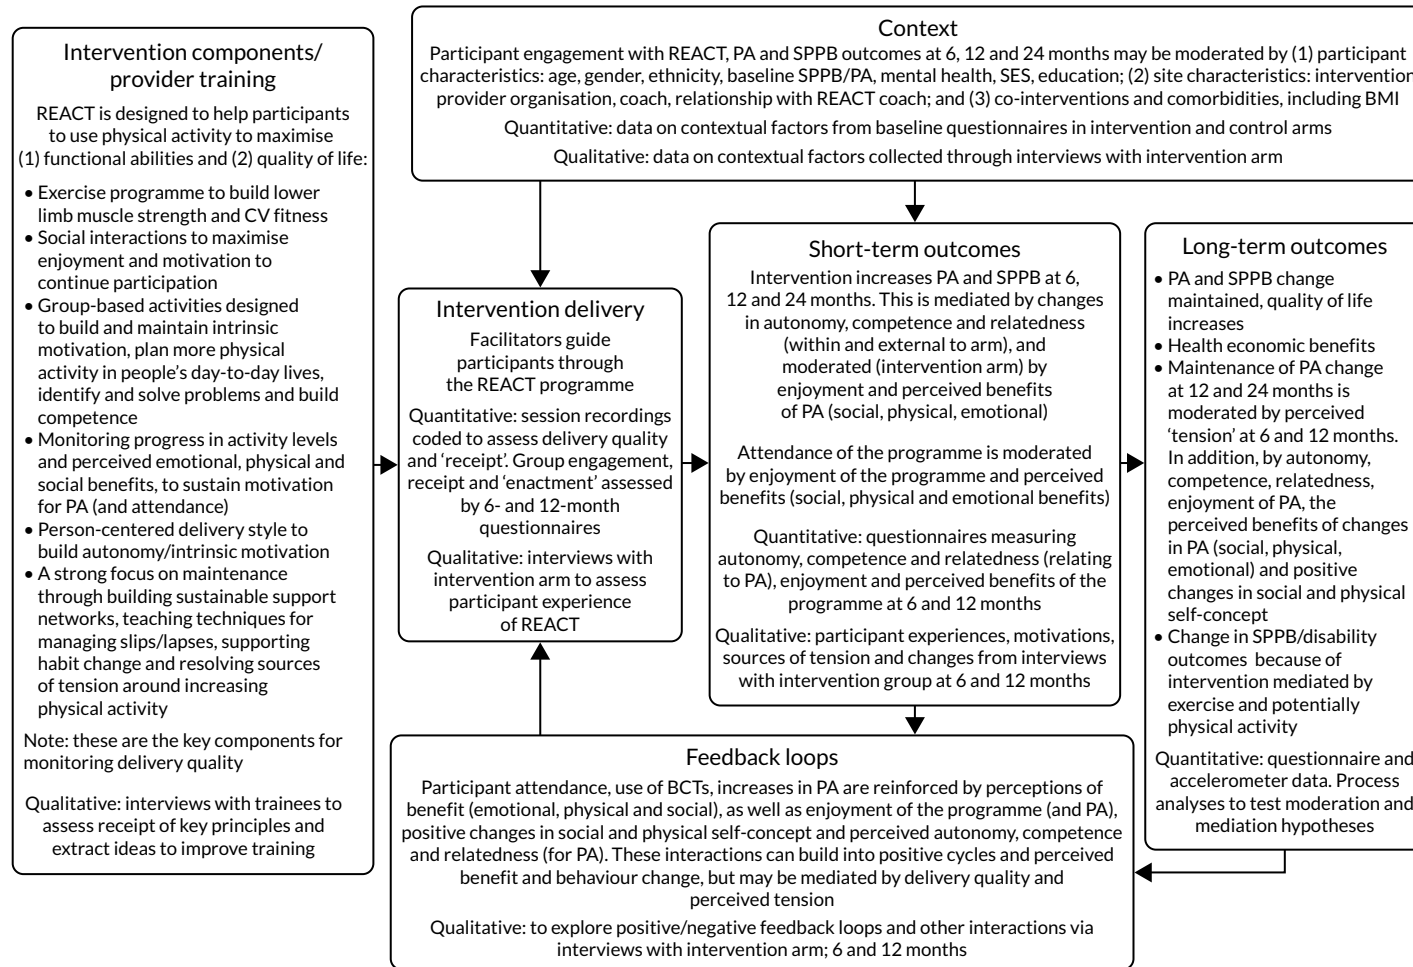 Context
Participant engagement with REACT, PA and SPPB outcomes at 6, 12 and 24 months may be moderated by (1) participant
characteristics: age, gender, ethnicity, baseline SPPB/PA, mental health, SES, education; (2) site characteristics: intervention
provider organisation, coach, relationship with REACT coach; and (3) co-interventions and comorbidities, including BMI
Quantitative: data on contextual factors from baseline questionnaires in intervention and control arms
Qualitative: data on contextual factors collected through interviews with intervention arm
Intervention components/
provider training
REACT is designed to help participants
to use physical activity to maximise
(1) functional abilities and (2) quality of life:
• Exercise programme to build lower
limb muscle strength and CV fitness
• Social interactions to maximise
enjoyment and motivation to
continue participation
• Group-based activities designed
to build and maintain intrinsic
motivation, plan more physical
activity in people's day-to-day lives,
identify and solve problems and build
competence
• Monitoring progress in activity levels
and perceived emotional, physical and
social benefits, to sustain motivation
for PA (and attendance)
• Person-centered delivery style to
build autonomy/intrinsic motivation
• A strong focus on maintenance
through building sustainable support
networks, teaching techniques for
managing slips/lapses, supporting
habit change and resolving sources
of tension around increasing
physical activity
Note: these are the key components for
monitoring delivery quality
Qualitative: interviews with trainees to
assess receipt of key principles and
extract ideas to improve training
Intervention delivery
Facilitators guide
participants through
the REACT programme
Quantitative: session recordings
coded to assess delivery quality
and ‘receipt’. Group engagement,
receipt and ‘enactment’ assessed
by 6- and 12-month
questionnaires
Qualitative: interviews with
intervention arm to assess
participant experience
of REACT
Short-term outcomes
Intervention increases PA and SPPB at 6,
12 and 24 months. This is mediated by changes
in autonomy, competence and relatedness
(within and external to arm), and
moderated (intervention arm) by
enjoyment and perceived benefits
of PA (social, physical, emotional)
Attendance of the programme is moderated
by enjoyment of the programme and perceived
benefits (social, physical and emotional benefits)
Quantitative: questionnaires measuring
autonomy, competence and relatedness (relating
to PA), enjoyment and perceived benefits of the
programme at 6 and 12 months
Qualitative: participant experiences, motivations,
sources of tension and changes from interviews
with intervention group at 6 and 12 months
Long-term outcomes
• PA and SPPB change
maintained, quality of life
increases
• Health economic benefits
• Maintenance of PA change
at 12 and 24 months is
moderated by perceived
‘tension’ at 6 and 12 months.
In addition, by autonomy,
competence, relatedness,
enjoyment of PA, the
perceived benefits of changes
in PA (social, physical,
emotional) and positive
changes in social and physical
self-concept
• Change in SPPB/disability
outcomes because of
intervention mediated by
exercise and potentially
physical activity
Quantitative: questionnaire and
accelerometer data. Process
analyses to test moderation and
mediation hypotheses
Feedback loops
Participant attendance, use of BCTs, increases in PA are reinforced by perceptions of
benefit (emotional, physical and social), as well as enjoyment of the programme (and PA),
positive changes in social and physical self-concept and perceived autonomy, competence
and relatedness (for PA). These interactions can build into positive cycles and perceived
benefit and behaviour change, but may be mediated by delivery quality and
perceived tension
Qualitative: to explore positive/negative feedback loops and other interactions via
interviews with intervention arm; 6 and 12 months